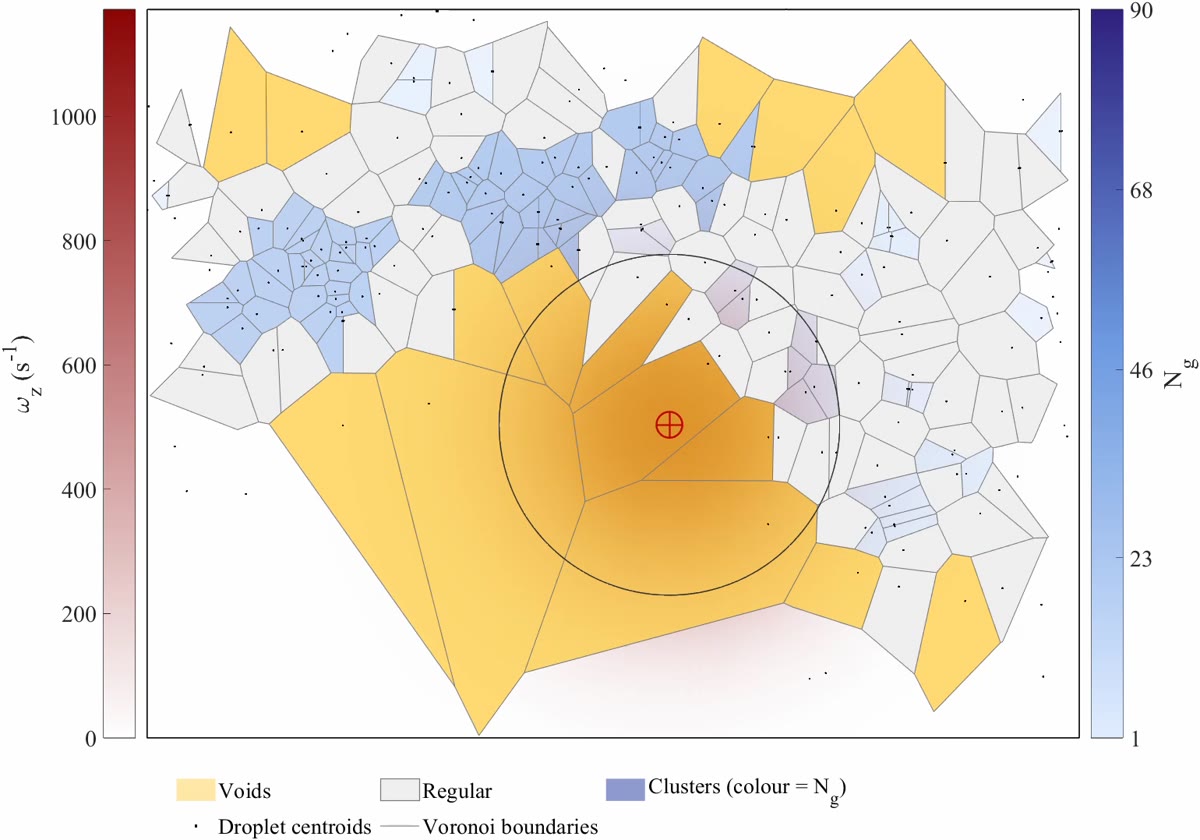 1000
800
600
400
200
0
ω_z (s⁻¹)
90
68
46
23
1
N_g
Voids
Regular
Clusters (colour = N_g)
Droplet centroids
Voronoi boundaries